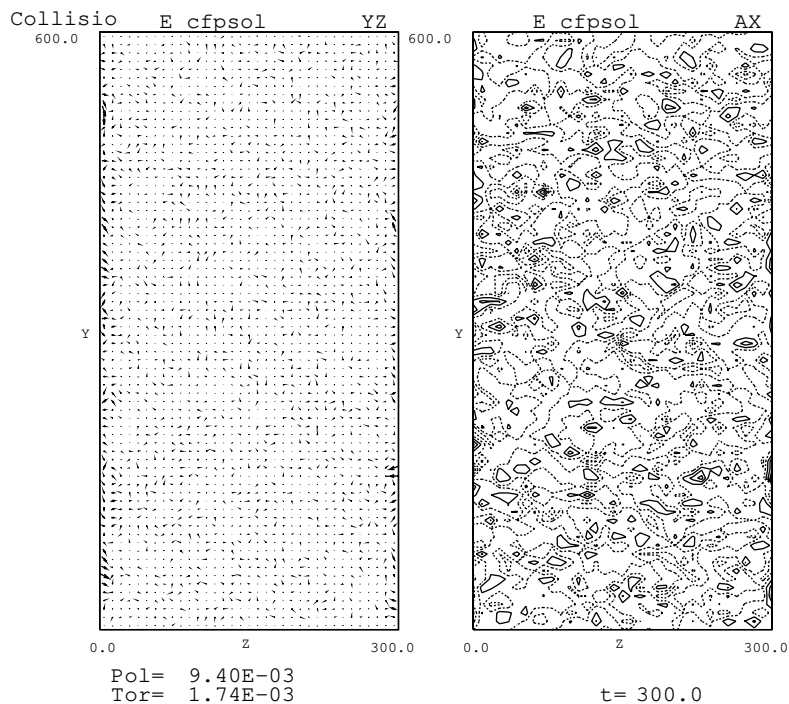 Collisio E cfpsol YZ E cfpsol AX
600.0 600.0
Y Y
0.0 Z 300.0 0.0 Z 300.0
Pol= 9.40E-03
Tor= 1.74E-03 t= 300.0